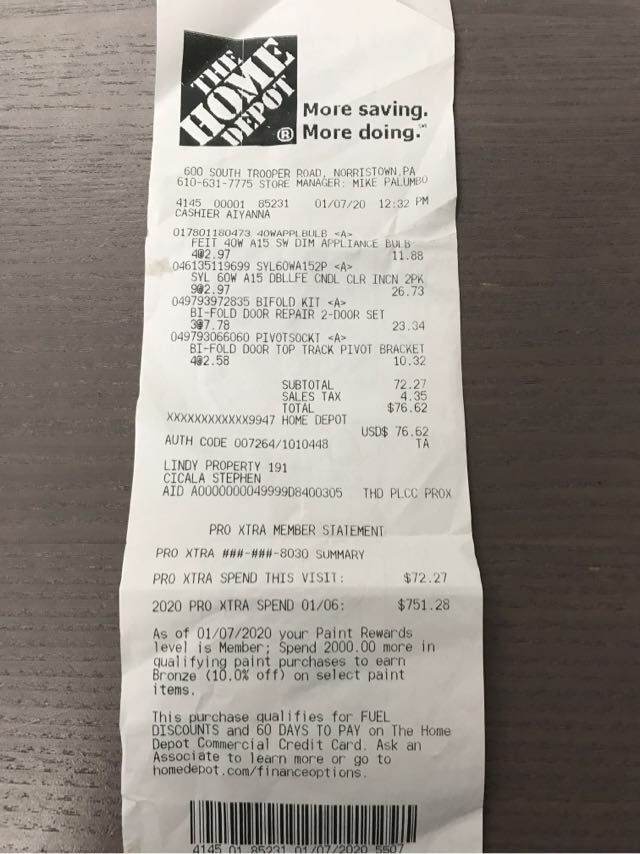 THE
HOME
DEPOT
®
More saving.
More doing.℠
600 SOUTH TROOPER ROAD, NORRISTOWN,PA
610-631-7775 STORE MANAGER: MIKE PALUMBO
4145 00001 85231 01/07/20 12:32 PM
CASHIER AIYANNA
017801180473 40WAPPLBULB <A>
FEIT 40W A15 SW DIM APPLIANCE BULB
4@2.97 11.88
046135119699 SYL60WA152P <A>
SYL 60W A15 DBLLFE CNDL CLR INCN 2PK
9@2.97 26.73
049793972835 BIFOLD KIT <A>
BI-FOLD DOOR REPAIR 2-DOOR SET
3@7.78 23.34
049793066060 PIVOTSOCKT <A>
BI-FOLD DOOR TOP TRACK PIVOT BRACKET
4@2.58 10.32
SUBTOTAL 72.27
SALES TAX 4.35
TOTAL $76.62
XXXXXXXXXXXX9947 HOME DEPOT
USD$ 76.62
AUTH CODE 007264/1010448 TA
LINDY PROPERTY 191
CICALA STEPHEN
AID A0000000049999D8400305 THD PLCC PROX
PRO XTRA MEMBER STATEMENT
PRO XTRA ###-###-8030 SUMMARY
PRO XTRA SPEND THIS VISIT: $72.27
2020 PRO XTRA SPEND 01/06: $751.28
As of 01/07/2020 your Paint Rewards
level is Member; Spend 2000.00 more in
qualifying paint purchases to earn
Bronze (10.0% off) on select paint
items.
This purchase qualifies for FUEL
DISCOUNTS and 60 DAYS TO PAY on The Home
Depot Commercial Credit Card. Ask an
Associate to learn more or go to
homedepot.com/financeoptions.
4145 01 85231 01/07/2020 5507